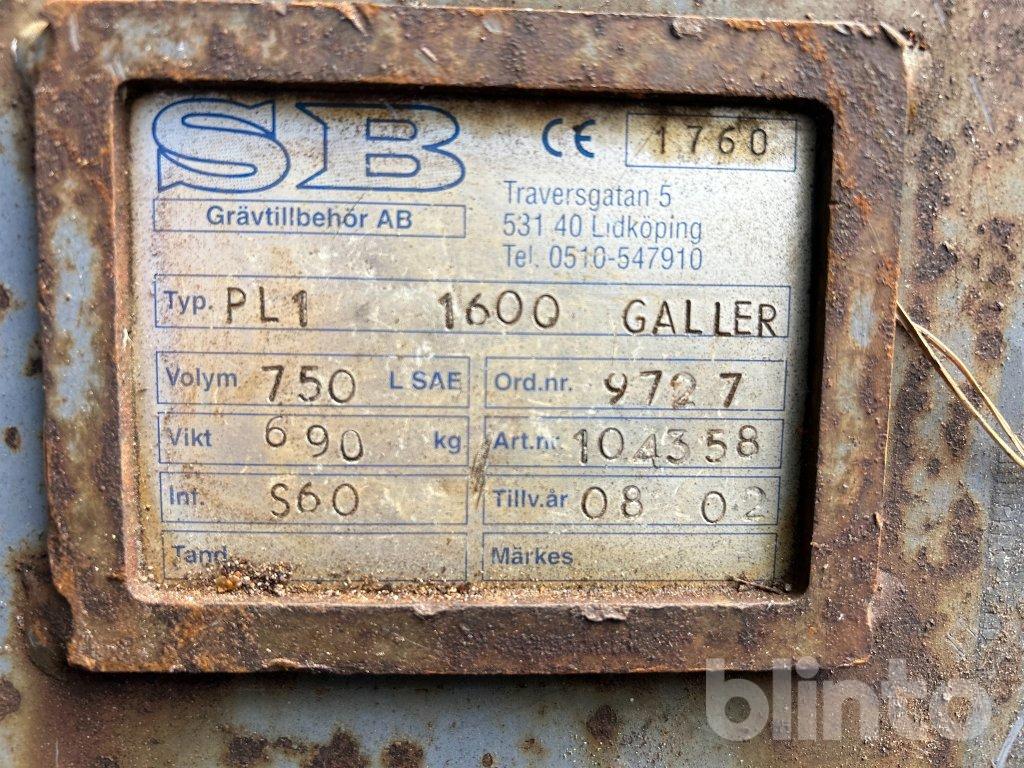 SB
CE 1760
Grävtillbehör AB
Traversgatan 5
531 40 Lidköping
Tel. 0510-547910
Typ. PL1 1600 GALLER
Volym 750 L SAE
Ord.nr. 9727
Vikt 690 kg
Art.nr. 104358
Inf. S60
Tillv.år 08 02
Tand
Märkes
blinto